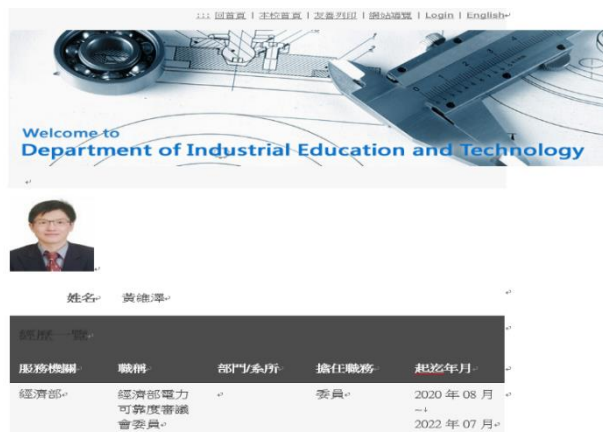 ::: 回首頁 | 本校首頁 | 友善列印 | 網站導覽 | Login | English
Welcome to
Department of Industrial Education and Technology
姓名 黃維澤
經歷一覽
服務機關 職稱 部門/系所 擔任職務 起迄年月
經濟部 經濟部電力 委員 2020 年 08 月
可靠度審議 ~
會委員 2022 年 07 月